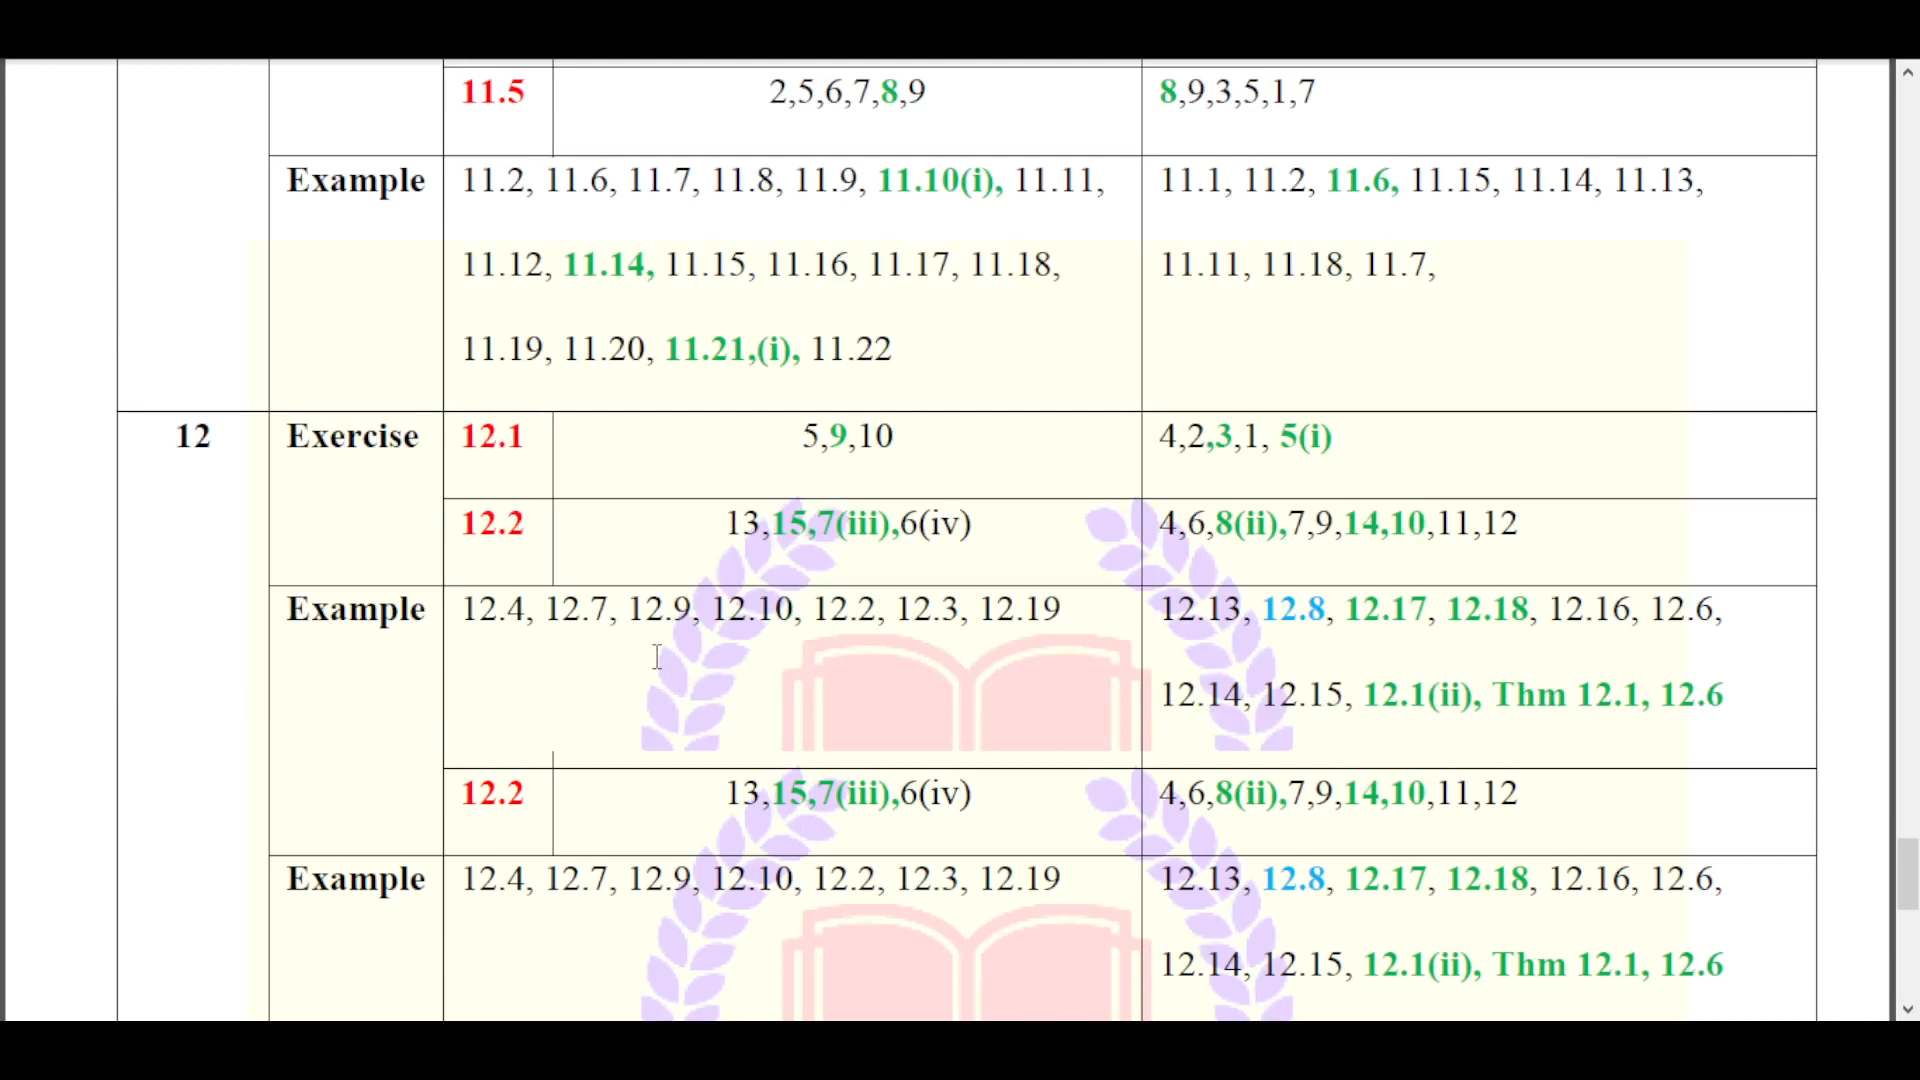 11.5 2,5,6,7,8,9 8,9,3,5,1,7
Example 11.2, 11.6, 11.7, 11.8, 11.9, 11.10(i), 11.11, 11.1, 11.2, 11.6, 11.15, 11.14, 11.13,
11.12, 11.14, 11.15, 11.16, 11.17, 11.18, 11.11, 11.18, 11.7,
11.19, 11.20, 11.21,(i), 11.22
12 Exercise 12.1 5,9,10 4,2,3,1, 5(i)
12.2 13,15,7(iii),6(iv) 4,6,8(ii),7,9,14,10,11,12
Example 12.4, 12.7, 12.9, 12.10, 12.2, 12.3, 12.19 12.13, 12.8, 12.17, 12.18, 12.16, 12.6,
12.14, 12.15, 12.1(ii), Thm 12.1, 12.6
12.2 13,15,7(iii),6(iv) 4,6,8(ii),7,9,14,10,11,12
Example 12.4, 12.7, 12.9, 12.10, 12.2, 12.3, 12.19 12.13, 12.8, 12.17, 12.18, 12.16, 12.6,
12.14, 12.15, 12.1(ii), Thm 12.1, 12.6